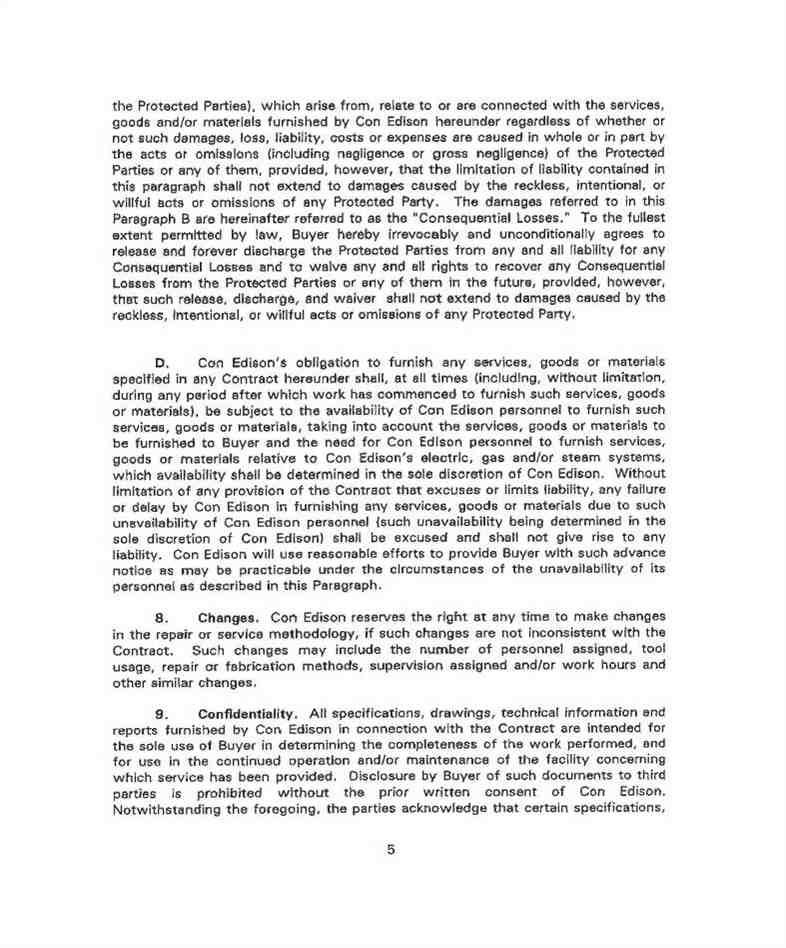 the Protected Parties), which arise from, relate to or are connected with the services,
goods and/or materials furnished by Con Edison hereunder regardless of whether or
not such damages, loss, liability, costs or expenses are caused in whole or in part by
the acts or omissions (including negligence or gross negligence) of the Protected
Parties or any of them, provided, however, that the limitation of liability contained in
this paragraph shall not extend to damages caused by the reckless, intentional, or
willful acts or omissions of any Protected Party. The damages referred to in this
Paragraph B are hereinafter referred to as the "Consequential Losses." To the fullest
extent permitted by law, Buyer hereby irrevocably and unconditionally agrees to
release and forever discharge the Protected Parties from any and all liability for any
Consequential Losses and to waive any and all rights to recover any Consequential
Losses from the Protected Parties or any of them in the future, provided, however,
that such release, discharge, and waiver shall not extend to damages caused by the
reckless, intentional, or willful acts or omissions of any Protected Party.
D. Con Edison's obligation to furnish any services, goods or materials
specified in any Contract hereunder shall, at all times (including, without limitation,
during any period after which work has commenced to furnish such services, goods
or materials), be subject to the availability of Con Edison personnel to furnish such
services, goods or materials, taking into account the services, goods or materials to
be furnished to Buyer and the need for Con Edison personnel to furnish services,
goods or materials relative to Con Edison's electric, gas and/or steam systems,
which availability shall be determined in the sole discretion of Con Edison. Without
limitation of any provision of the Contract that excuses or limits liability, any failure
or delay by Con Edison in furnishing any services, goods or materials due to such
unavailability of Con Edison personnel (such unavailability being determined in the
sole discretion of Con Edison) shall be excused and shall not give rise to any
liability. Con Edison will use reasonable efforts to provide Buyer with such advance
notice as may be practicable under the circumstances of the unavailability of its
personnel as described in this Paragraph.
8. Changes. Con Edison reserves the right at any time to make changes
in the repair or service methodology, if such changes are not inconsistent with the
Contract. Such changes may include the number of personnel assigned, tool
usage, repair or fabrication methods, supervision assigned and/or work hours and
other similar changes.
9. Confidentiality. All specifications, drawings, technical information and
reports furnished by Con Edison in connection with the Contract are intended for
the sole use of Buyer in determining the completeness of the work performed, and
for use in the continued operation and/or maintenance of the facility concerning
which service has been provided. Disclosure by Buyer of such documents to third
parties is prohibited without the prior written consent of Con Edison.
Notwithstanding the foregoing, the parties acknowledge that certain specifications,
5